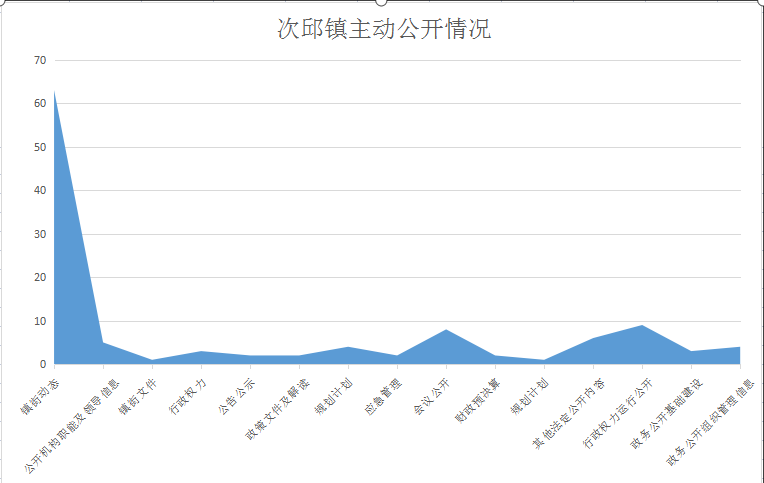 次邱镇主动公开情况
70
60
50
40
30
20
10
0
镇街动态
公开机构职能及领导信息
镇街文件
行政权力
公告公示
政策文件及解读
规划计划
应急管理
会议公开
财政预决算
规划计划
其他法定公开内容
行政权力运行公开
政务公开基础建设
政务公开组织管理信息